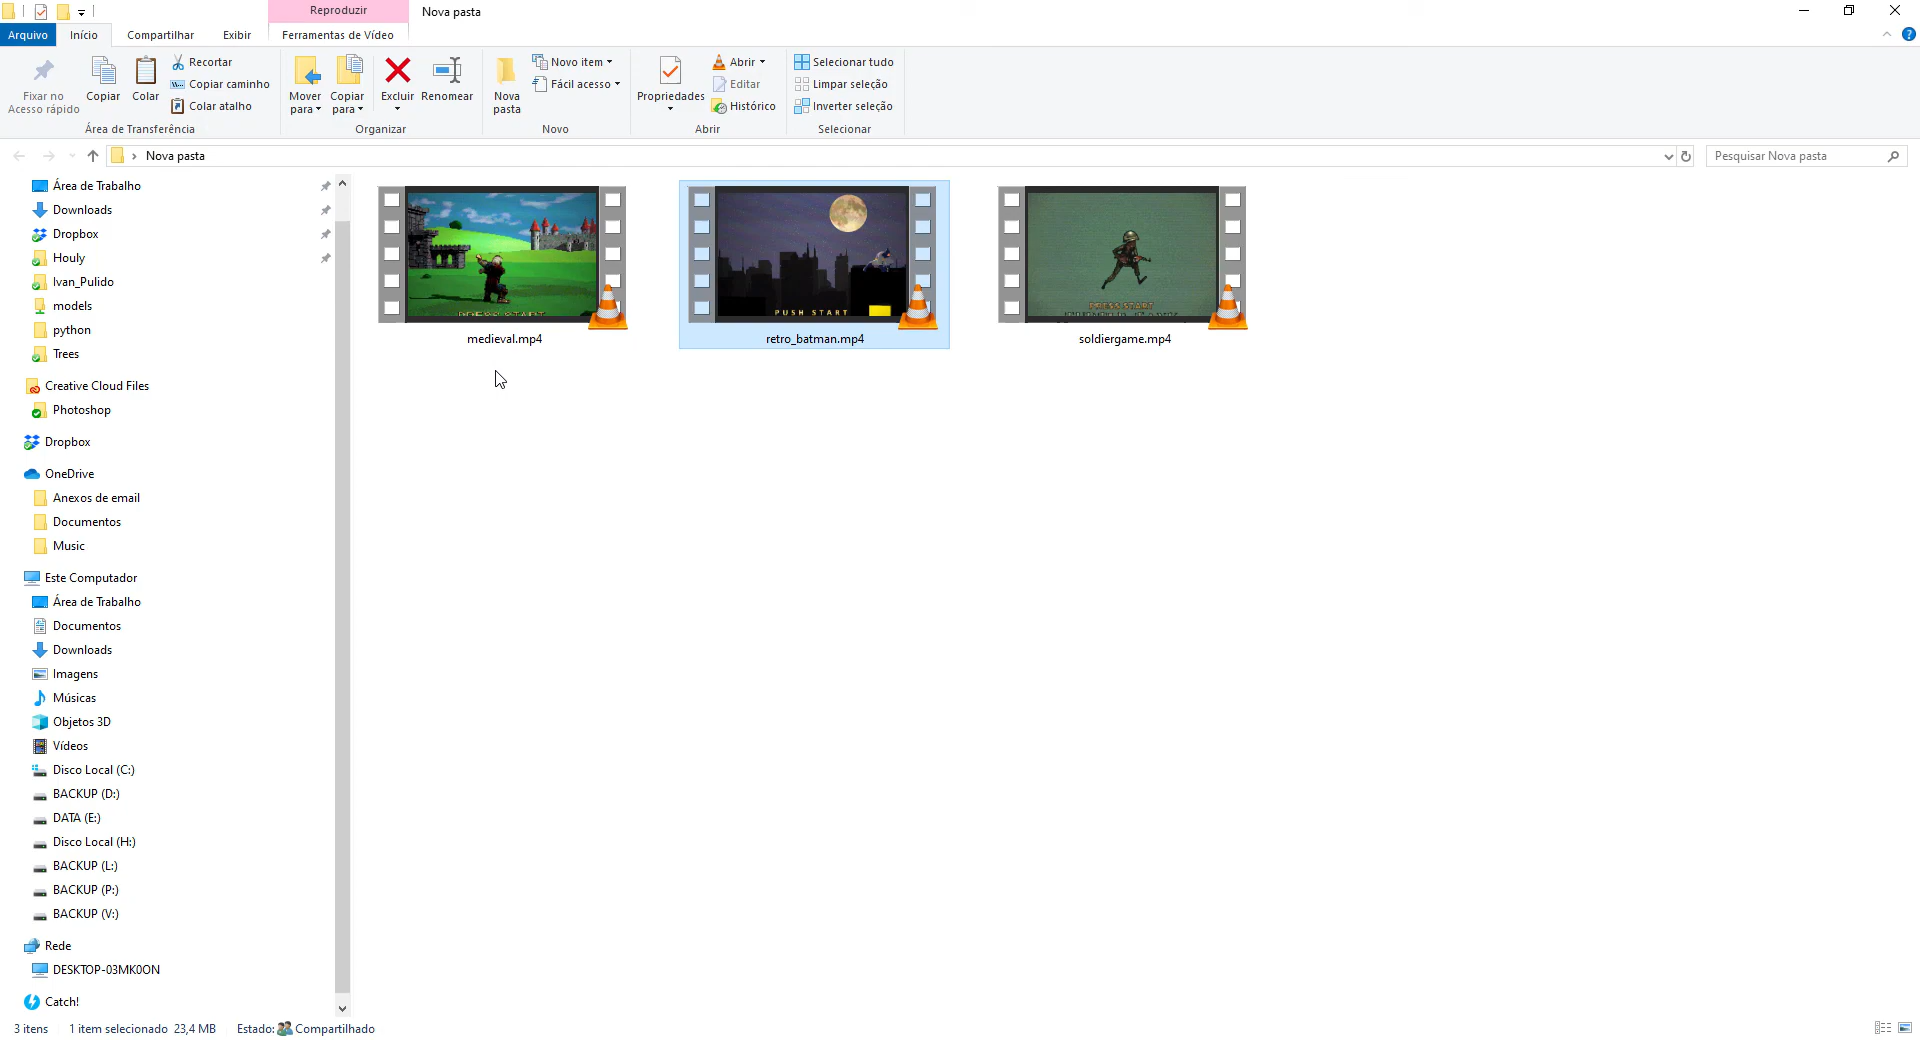 Reproduzir
Nova pasta
Arquivo
Início
Compartilhar
Exibir
Ferramentas de Vídeo
Fixar no
Acesso rápido
Copiar
Colar
Recortar
Copiar caminho
Colar atalho
Área de Transferência
Mover
para
Copiar
para
Excluir
Renomear
Organizar
Nova
pasta
Novo item
Fácil acesso
Novo
Propriedades
Abrir
Editar
Histórico
Abrir
Selecionar tudo
Limpar seleção
Inverter seleção
Selecionar
Nova pasta
Pesquisar Nova pasta
Área de Trabalho
Downloads
Dropbox
Houly
Ivan_Pulido
models
python
Trees
Creative Cloud Files
Photoshop
Dropbox
OneDrive
Anexos de email
Documentos
Music
Este Computador
Área de Trabalho
Documentos
Downloads
Imagens
Músicas
Objetos 3D
Vídeos
Disco Local (C:)
BACKUP (D:)
DATA (E:)
Disco Local (H:)
BACKUP (L:)
BACKUP (P:)
BACKUP (V:)
Rede
DESKTOP-03MK0ON
Catch!
PRESS START
medieval.mp4
PUSH START
retro_batman.mp4
PRESS START
soldiergame.mp4
3 itens
1 item selecionado 23,4 MB
Estado: Compartilhado